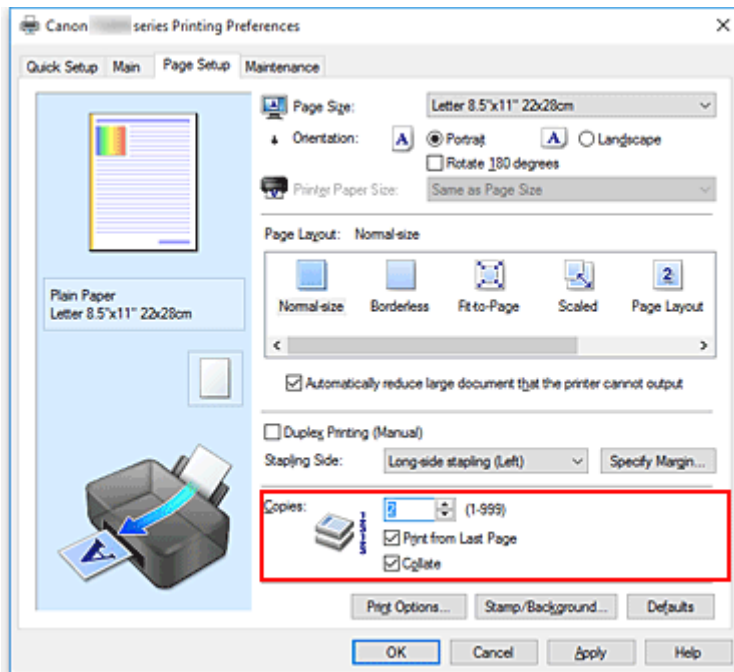 Canon series Printing Preferences
Quick Setup Main Page Setup Maintenance
Page Size: Letter 8.5"x11" 22x28cm
Orientation: A Portrait A Landscape
Rotate 180 degrees
Printer Paper Size: Same as Page Size
Page Layout: Normal-size
2
Normal-size Borderless Fit-to-Page Scaled Page Layout
Plain Paper
Letter 8.5"x11" 22x28cm
Automatically reduce large document that the printer cannot output
Duplex Printing (Manual)
Stapling Side: Long-side stapling (Left) Specify Margin...
Copies: 2 (1-999)
Print from Last Page
Collate
A
Print Options... Stamp/Background... Defaults
OK Cancel Apply Help